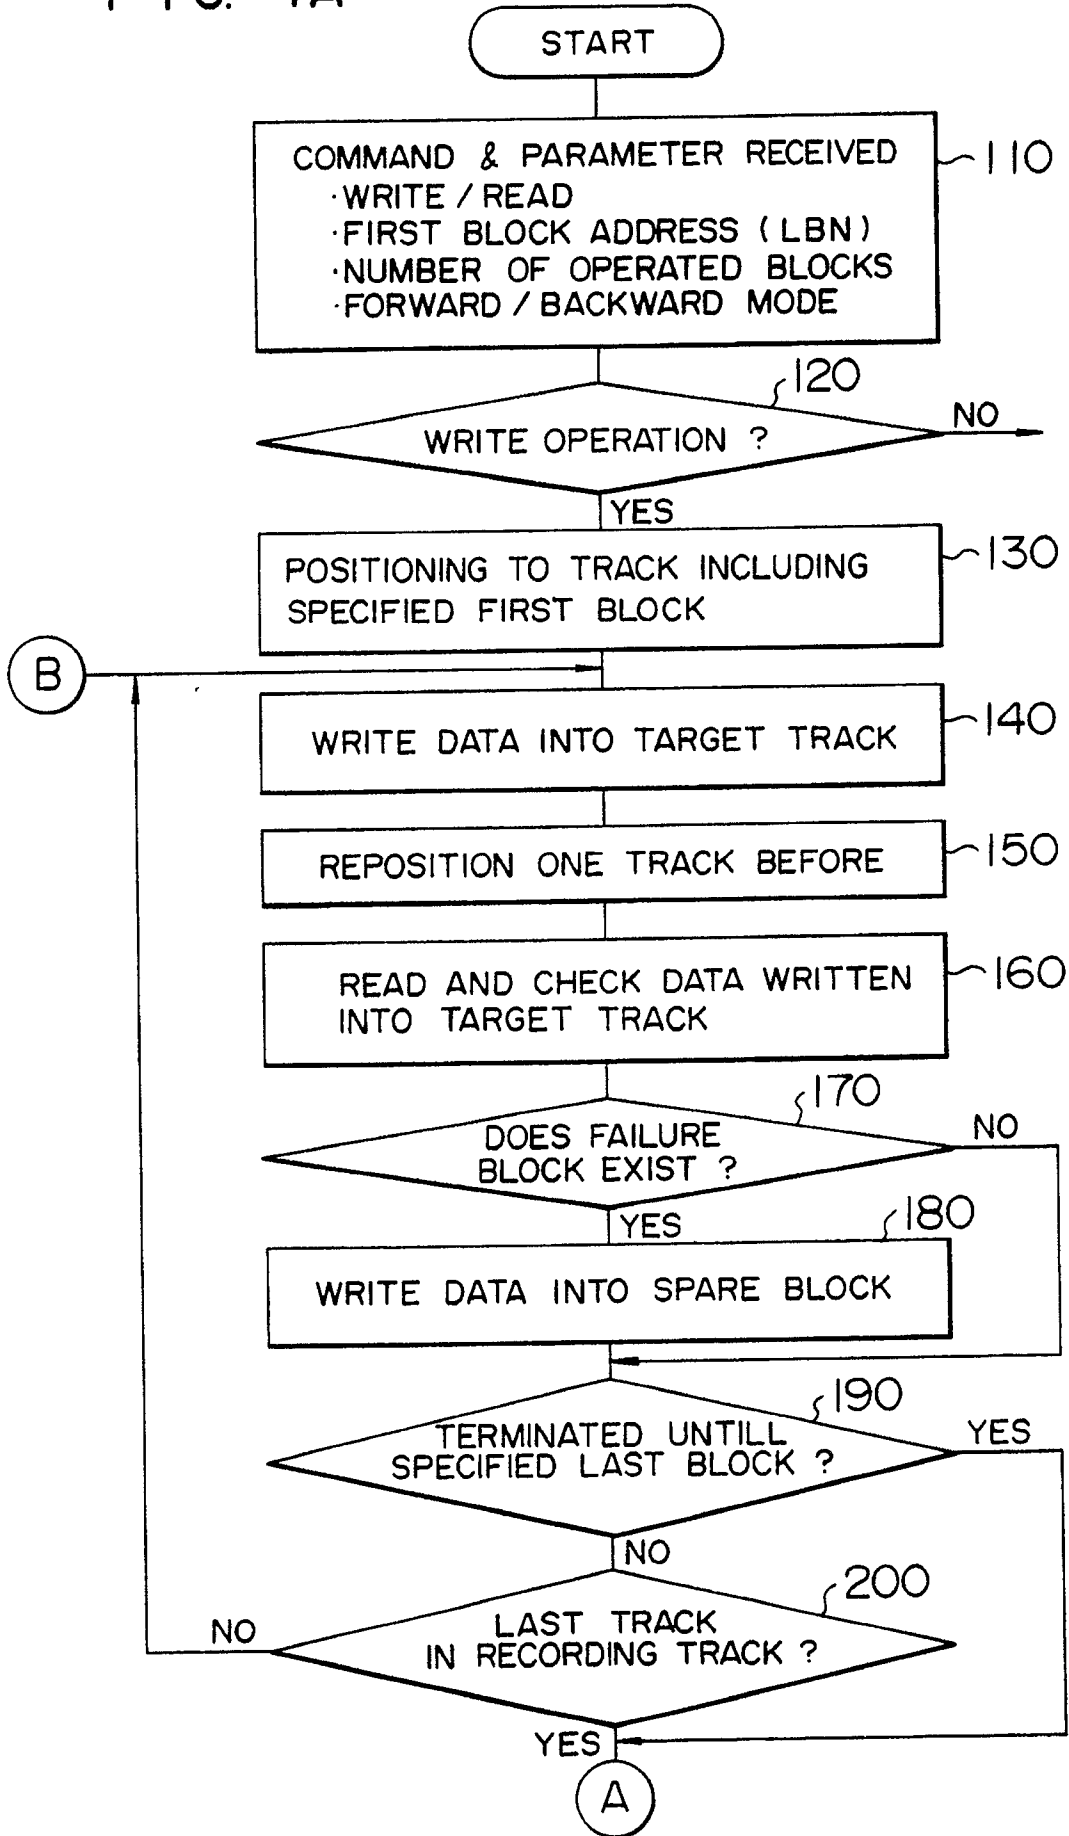 FIG. 4A
START
COMMAND & PARAMETER RECEIVED
·WRITE / READ
·FIRST BLOCK ADDRESS (LBN)
·NUMBER OF OPERATED BLOCKS
·FORWARD / BACKWARD MODE
110
120
WRITE OPERATION ?
NO
YES
POSITIONING TO TRACK INCLUDING
SPECIFIED FIRST BLOCK
130
B
WRITE DATA INTO TARGET TRACK
140
REPOSITION ONE TRACK BEFORE
150
READ AND CHECK DATA WRITTEN
INTO TARGET TRACK
160
170
DOES FAILURE
BLOCK EXIST ?
NO
YES
180
WRITE DATA INTO SPARE BLOCK
190
TERMINATED UNTILL
SPECIFIED LAST BLOCK ?
YES
NO
200
LAST TRACK
IN RECORDING TRACK ?
NO
YES
A